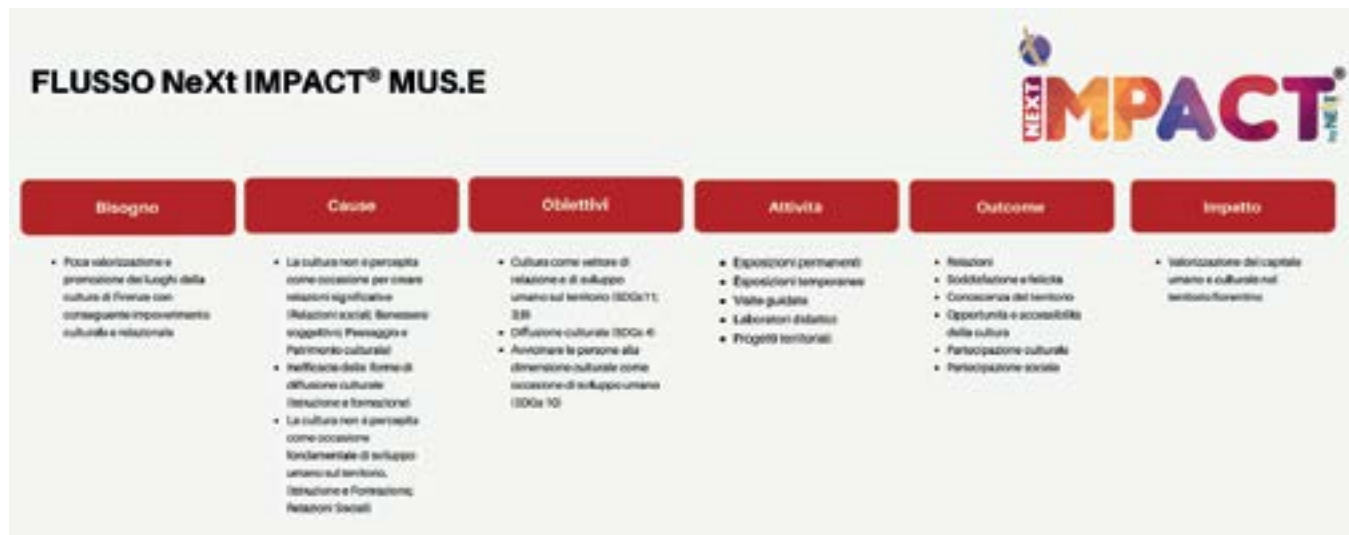 FLUSSO NeXt IMPACT® MUS.E
NEXT
IMPACT®
by NEXT
Bisogno
• Poca valorizzazione e
promozione dei luoghi della
cultura di Firenze con
conseguente impoverimento
culturale e relazionale
Cause
• La cultura non è percepita
come occasione per creare
relazioni significative
(Relazioni sociali; Benessere
soggettivo; Paesaggio e
Patrimonio culturale)
• Inefficacia delle forme di
diffusione culturale
(Istruzione e formazione)
• La cultura non è percepita
come occasione
fondamentale di sviluppo
umano sul territorio.
(Istruzione e Formazione;
Relazioni Sociali)
Obiettivi
• Cultura come vettore di
relazione e di sviluppo
umano sul territorio (SDGs 11;
• Diffusione culturale (SDGs 4)
• Avvicinare le persone alla
dimensione culturale come
occasione di sviluppo umano
(SDGs 10)
Attività
• Esposizioni permanenti
• Esposizioni temporanee
• Visite guidate
• Laboratori didattici
• Progetti territoriali
Outcome
• Relazioni
• Soddisfazione e felicità
• Conoscenza del territorio
• Opportunità e accessibilità
della cultura
• Partecipazione culturale
• Partecipazione sociale
Impatto
• Valorizzazione del capitale
umano e culturale nel
territorio fiorentino